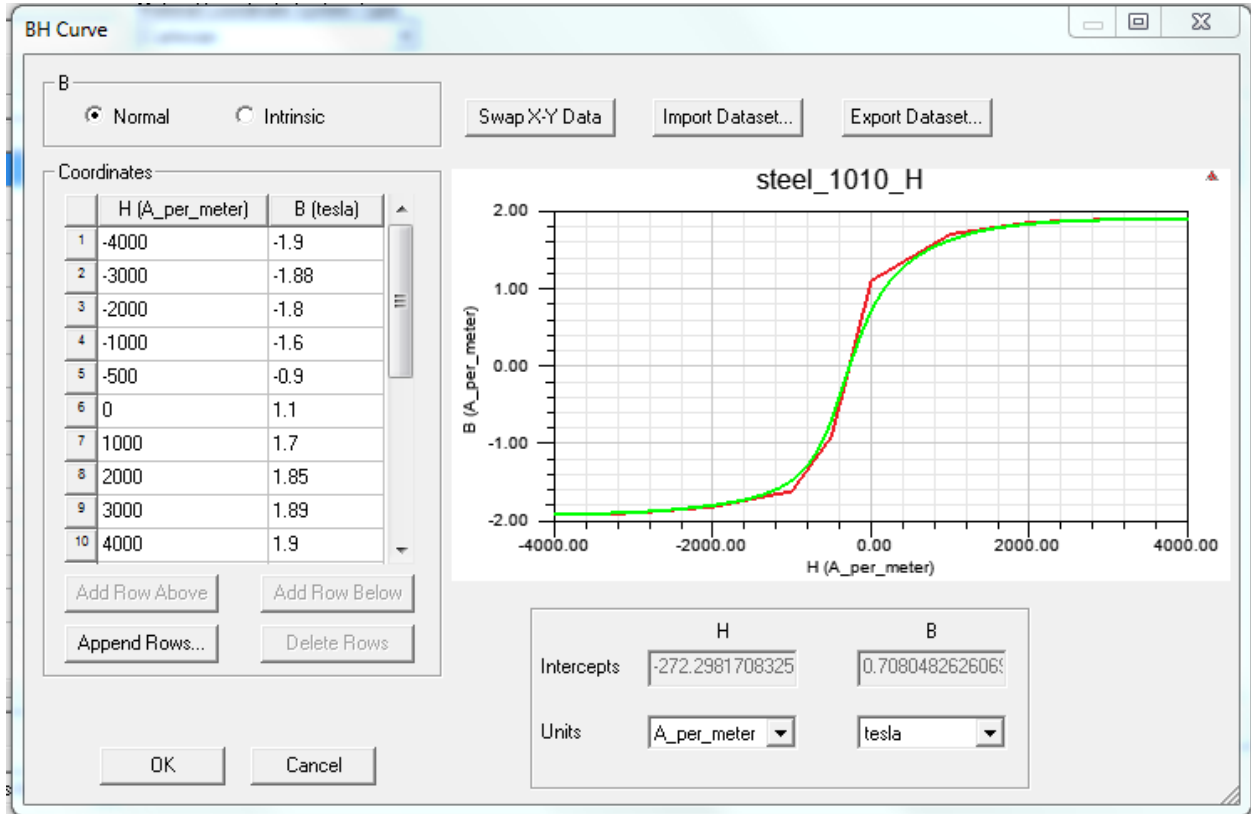 BH Curve
B
Normal
Intrinsic
Swap X-Y Data
Import Dataset...
Export Dataset...
Coordinates
H (A_per_meter) B (tesla)
1 -4000 -1.9
2 -3000 -1.88
3 -2000 -1.8
4 -1000 -1.6
5 -500 -0.9
6 0 1.1
7 1000 1.7
8 2000 1.85
9 3000 1.89
10 4000 1.9
Add Row Above
Add Row Below
Append Rows...
Delete Rows
steel_1010_H
B (A_per_meter)
2.00
1.00
0.00
-1.00
-2.00
-4000.00 -2000.00 0.00 2000.00 4000.00
H (A_per_meter)
H B
Intercepts -272.2981708325 0.708048262606
Units A_per_meter tesla
OK
Cancel